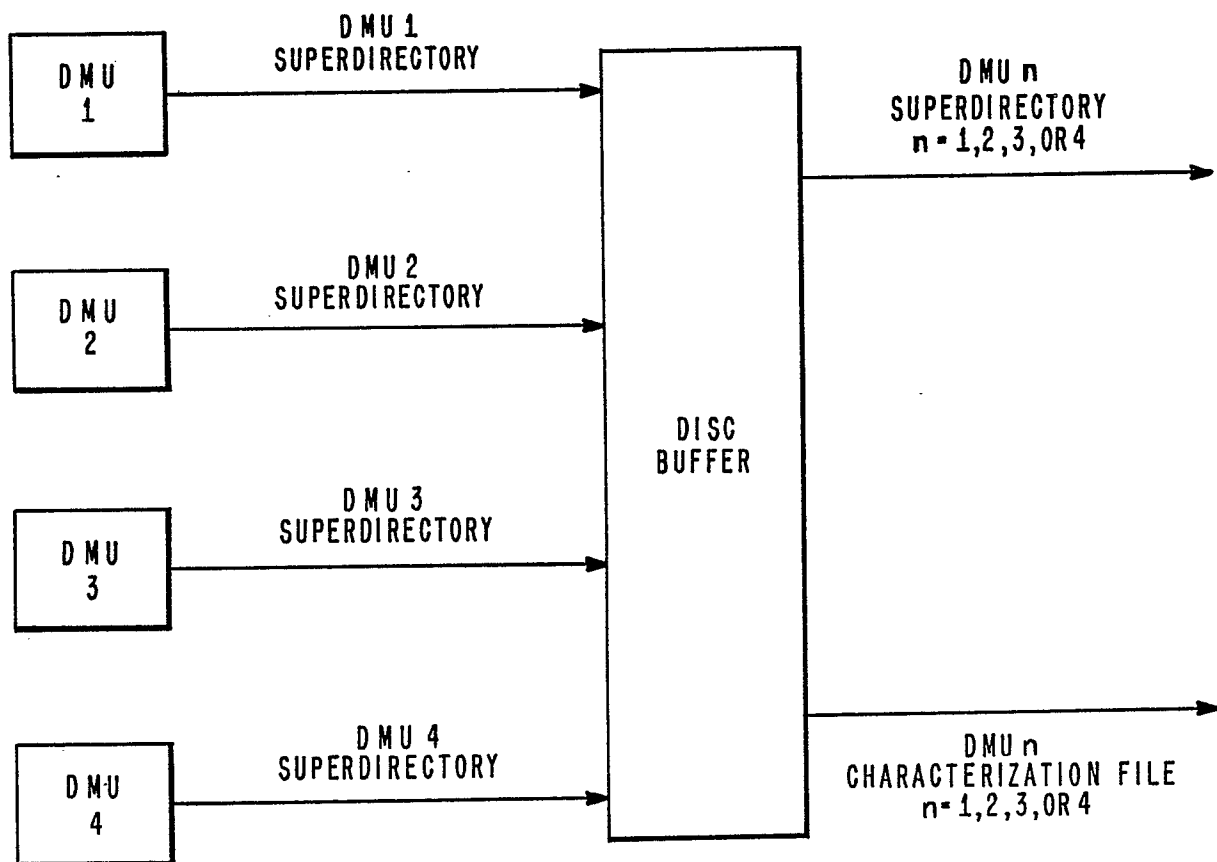 DMU
1
DMU 1
SUPERDIRECTORY
DMU n
SUPERDIRECTORY
n = 1,2,3,OR 4
DMU
2
DMU 2
SUPERDIRECTORY
DISC
BUFFER
DMU
3
DMU 3
SUPERDIRECTORY
DMU
4
DMU 4
SUPERDIRECTORY
DMU n
CHARACTERIZATION FILE
n = 1,2,3,OR 4